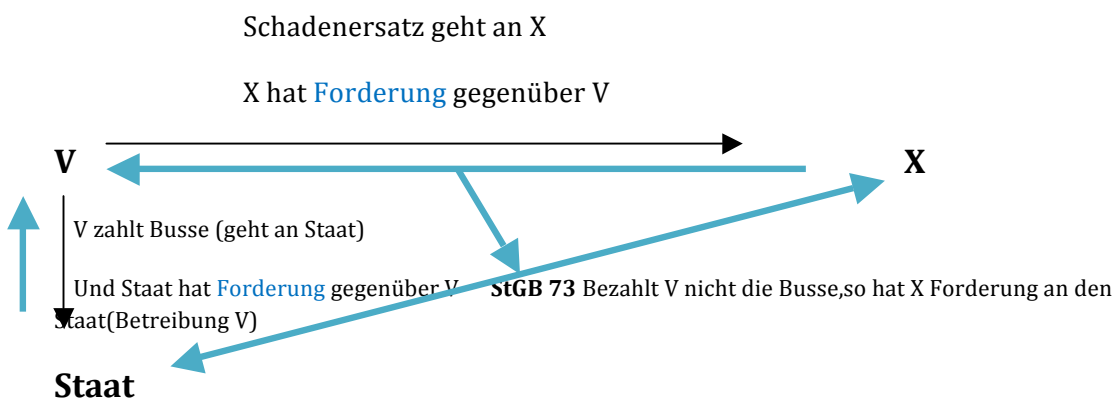 Schadenersatz geht an X
X hat Forderung gegenüber V
V
X
V zahlt Busse (geht an Staat)
Und Staat hat Forderung gegenüber V StGB 73 Bezahlt V nicht die Busse,so hat X Forderung an den
Staat(Betreibung V)
Staat